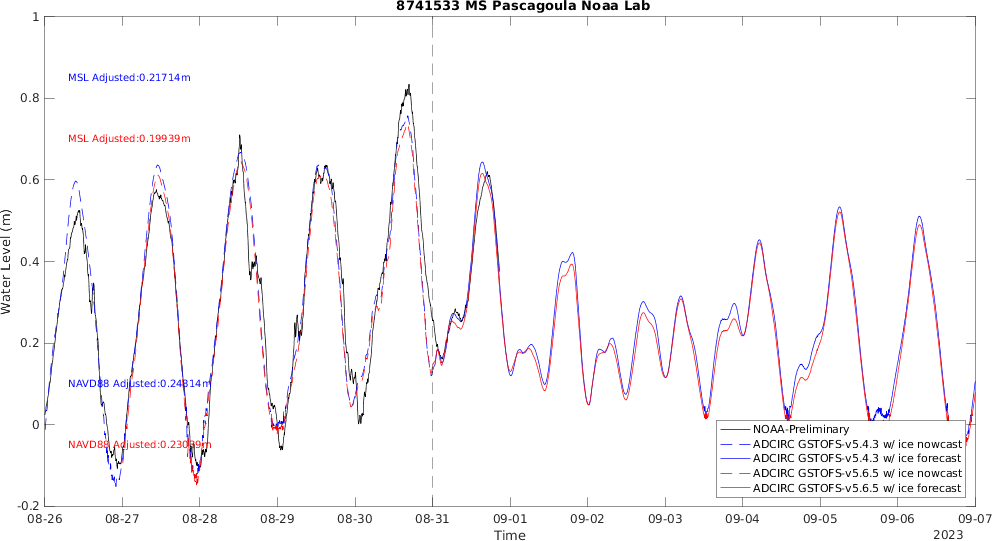 8741533 MS Pascagoula Noaa Lab
1
0.8
0.6
0.4
0.2
0
-0.2
Water Level (m)
MSL Adjusted:0.21714m
MSL Adjusted:0.19939m
NAVD88 Adjusted:0.24314m
NAVD88 Adjusted:
NOAA-Preliminary
ADCIRC GSTOFS-v5.4.3 w/ ice nowcast
ADCIRC GSTOFS-v5.4.3 w/ ice forecast
ADCIRC GSTOFS-v5.6.5 w/ ice nowcast
ADCIRC GSTOFS-v5.6.5 w/ ice forecast
08-26 08-27 08-28 08-29 08-30 08-31 09-01 09-02 09-03 09-04 09-05 09-06 09-07
Time
2023